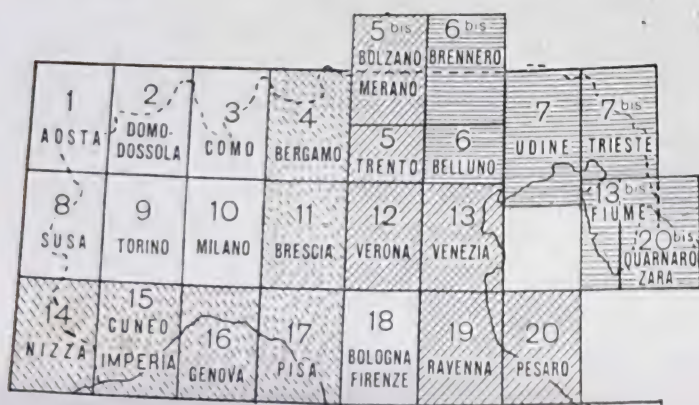 5 bis
BOLZANO
MERANO
6 bis
BRENNERO
1
AOSTA
2
DOMO-
DOSSOLA
3
COMO
4
BERGAMO
5
TRENTO
6
BELLUNO
7
UDINE
7 bis
TRIESTE
8
SUSA
9
TORINO
10
MILANO
11
BRESCIA
12
VERONA
13
VENEZIA
13 bis
FIUME
20 bis
QUARNARO
ZARA
14
NIZZA
15
CUNEO
IMPERIA
16
GENOVA
17
PISA
18
BOLOGNA
FIRENZE
19
RAVENNA
20
PESARO